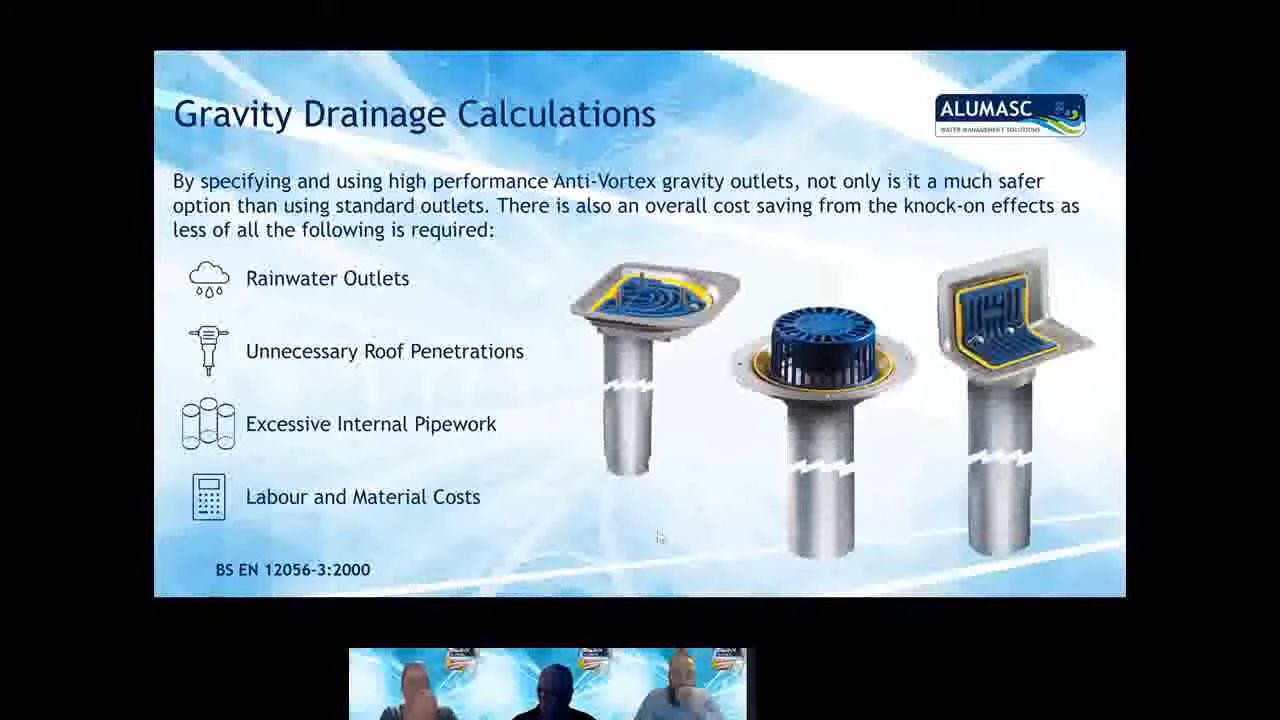 Gravity Drainage Calculations
ALUMASC
WATER MANAGEMENT SOLUTIONS
By specifying and using high performance Anti-Vortex gravity outlets, not only is it a much safer
option than using standard outlets. There is also an overall cost saving from the knock-on effects as
less of all the following is required:
Rainwater Outlets
Unnecessary Roof Penetrations
Excessive Internal Pipework
Labour and Material Costs
BS EN 12056-3:2000